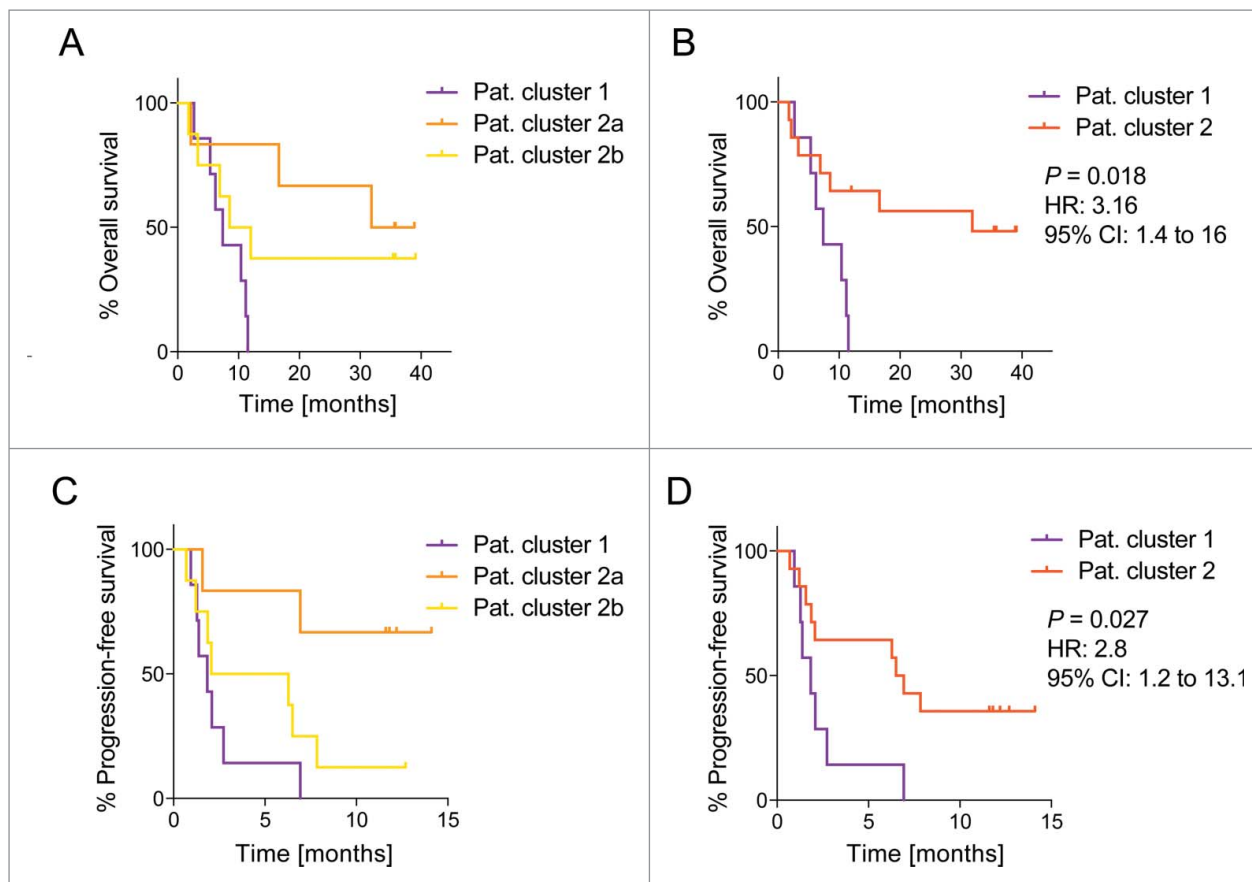 A
% Overall survival
100
50
0
0 10 20 30 40
Time [months]
Pat. cluster 1
Pat. cluster 2a
Pat. cluster 2b
B
% Overall survival
100
50
0
0 10 20 30 40
Time [months]
Pat. cluster 1
Pat. cluster 2
P = 0.018
HR: 3.16
95% CI: 1.4 to 16
C
% Progression-free survival
100
50
0
0 5 10 15
Time [months]
Pat. cluster 1
Pat. cluster 2a
Pat. cluster 2b
D
% Progression-free survival
100
50
0
0 5 10 15
Time [months]
Pat. cluster 1
Pat. cluster 2
P = 0.027
HR: 2.8
95% CI: 1.2 to 13.1